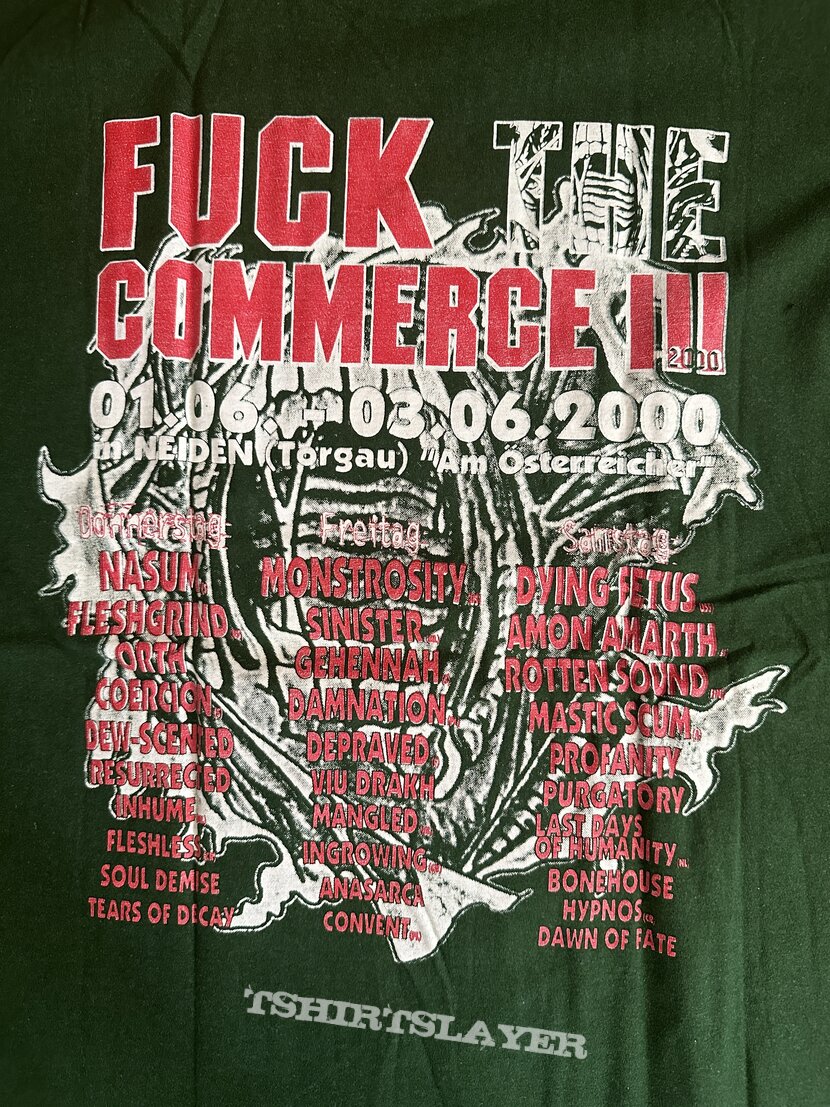 FUCK THE
COMMERCE III
2000
01.06. - 03.06.2000
in NEIDEN (Torgau) "Am Österreicher"
Donnerstag
NASUM
FLESHGRIND
ORTH
COERCION
DEW-SCENTED
RESURRECTED
INHUME
FLESHLESS
SOUL DEMISE
TEARS OF DECAY
Freitag
MONSTROSITY
SINISTER
GEHENNAH
DAMNATION
DEPRAVED
VIU DRAKH
MANGLED
INGROWING
ANASARCA
CONVENT
Samstag
DYING FETUS
AMON AMARTH
ROTTEN SOUND
MASTIC SCUM
PROFANITY
PURGATORY
LAST DAYS
OF HUMANITY NL
BONEHOUSE
HYPNOS
DAWN OF FATE
TSHIRTSLAYER